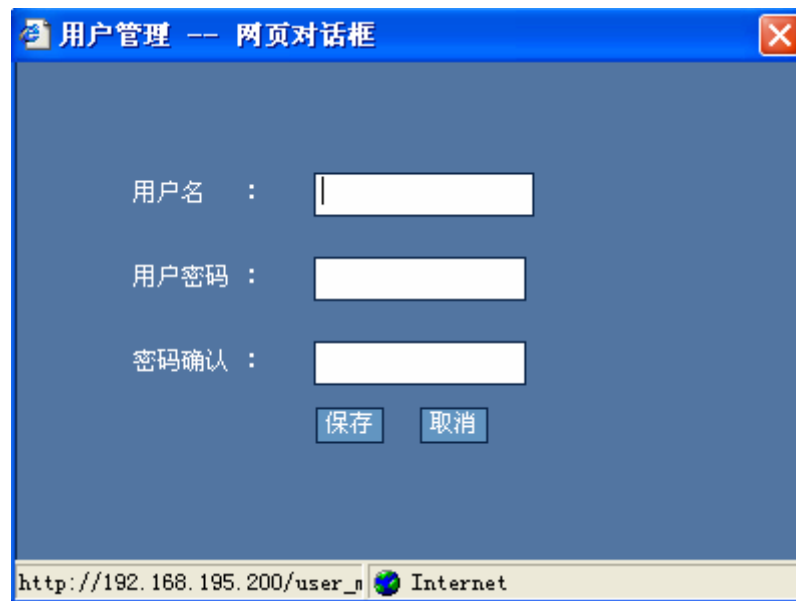 用户管理 -- 网页对话框
用户名 :
用户密码 :
密码确认 :
保存 取消
http://192.168.195.200/user_m Internet